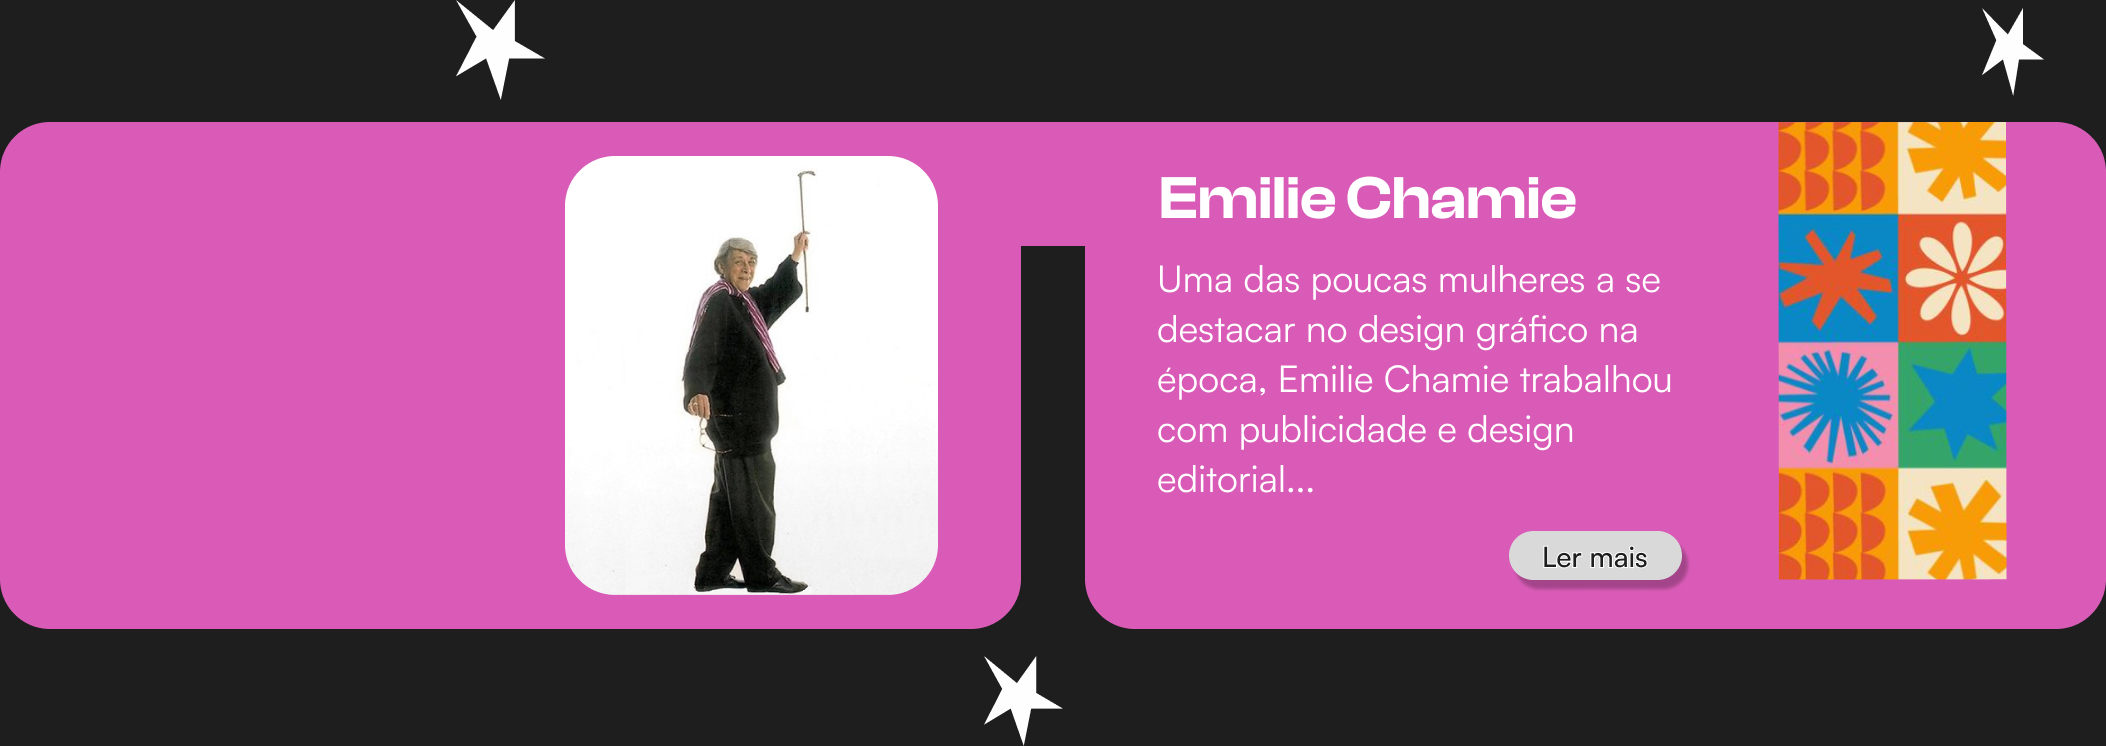 Emilie Chamie
Uma das poucas mulheres a se
destacar no design gráfico na
época, Emilie Chamie trabalhou
com publicidade e design
editorial...
Ler mais